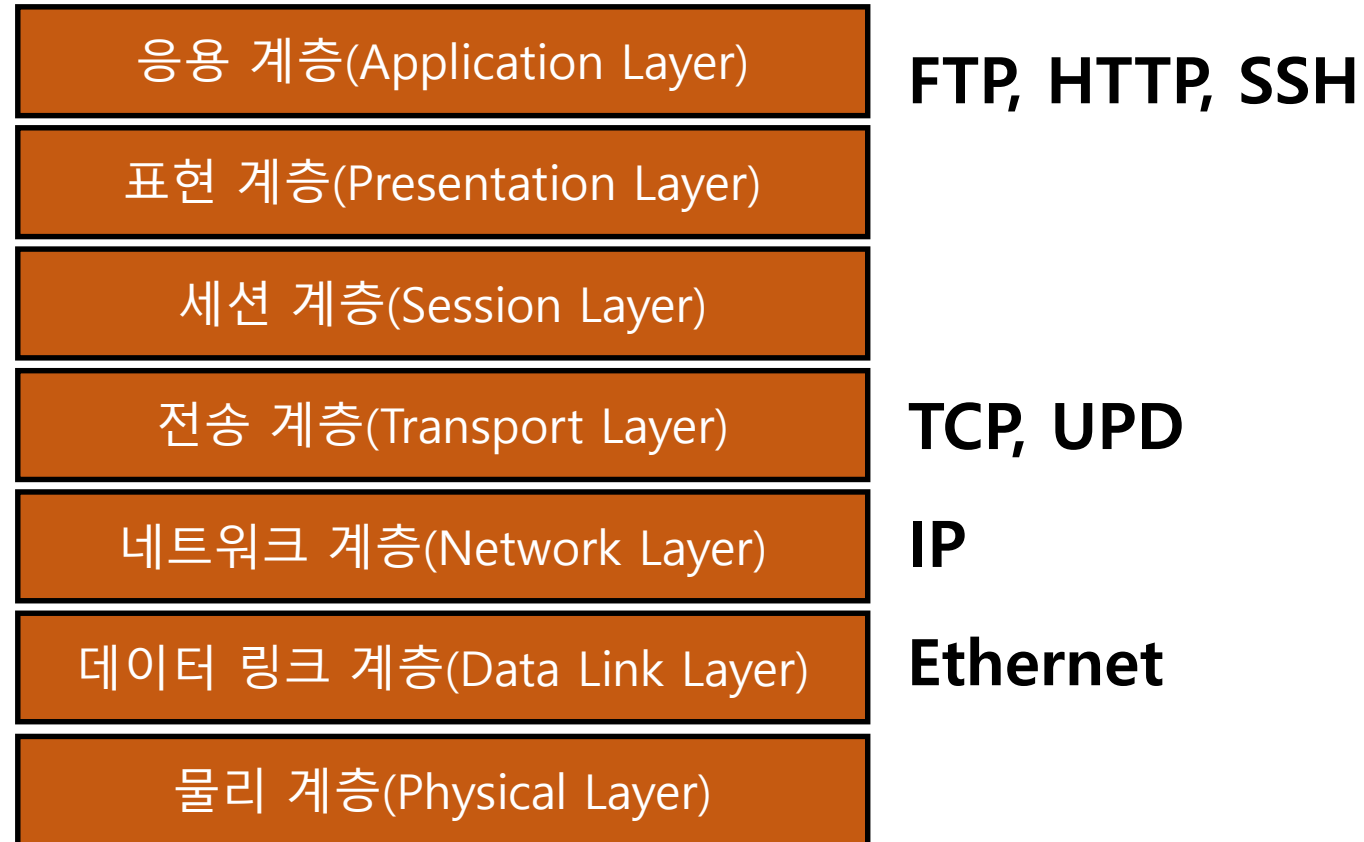 응용 계층(Application Layer)
FTP, HTTP, SSH
표현 계층(Presentation Layer)
세션 계층(Session Layer)
전송 계층(Transport Layer)
TCP, UPD
네트워크 계층(Network Layer)
IP
데이터 링크 계층(Data Link Layer)
Ethernet
물리 계층(Physical Layer)